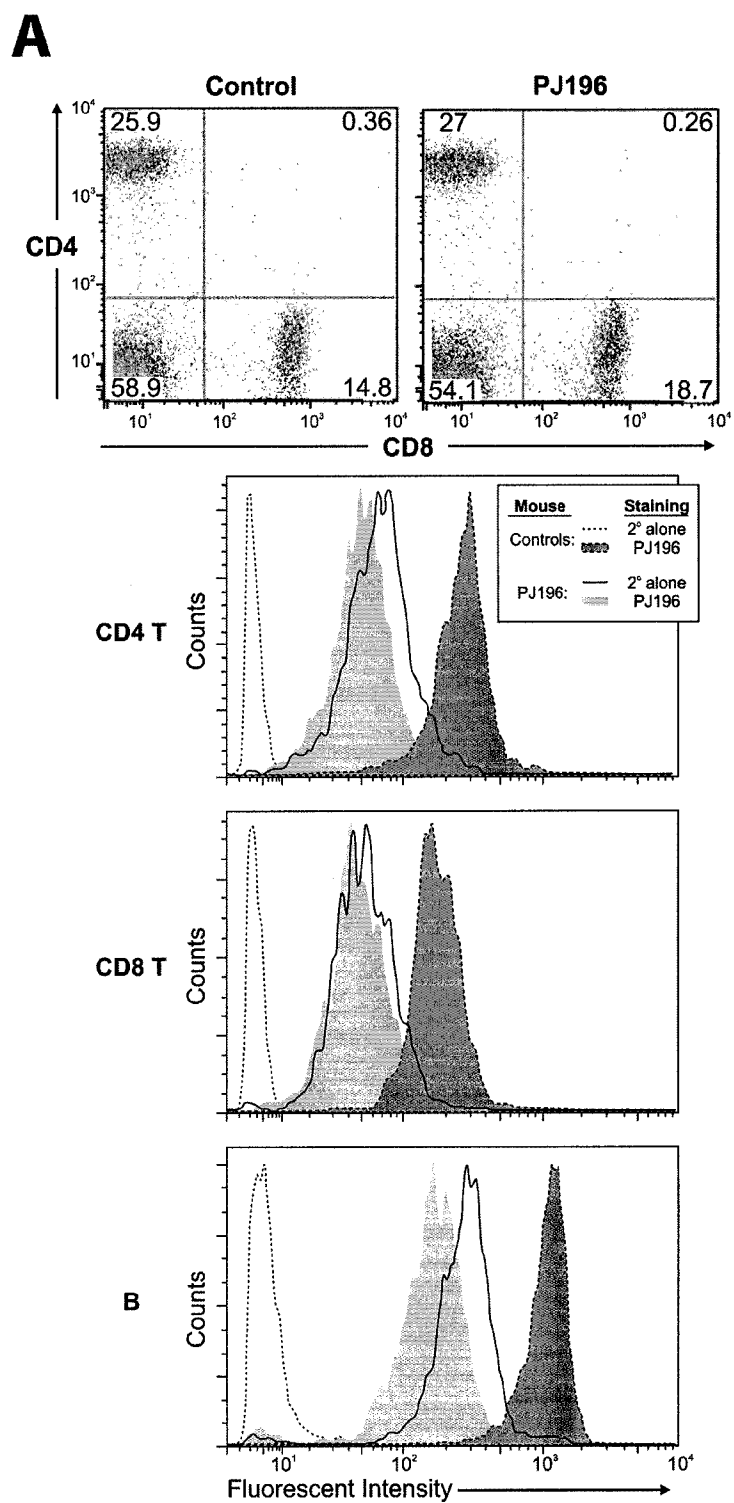 A
Control PJ196
10⁴ 25.9 0.36 27 0.26
10³
CD4
10²
10¹
58.9 14.8 54.1 18.7
10¹ 10² 10³ 10⁴ 10¹ 10² 10³ 10⁴
CD8
Mouse Staining
Controls: 2° alone
PJ196
PJ196: 2° alone
PJ196
CD4 T
Counts
CD8 T
Counts
B
Counts
10¹ 10² 10³ 10⁴
Fluorescent Intensity